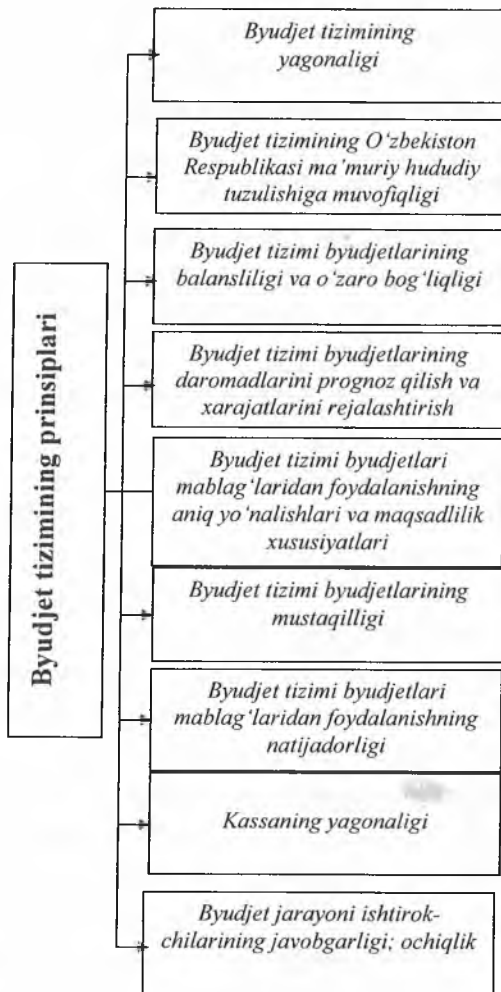 Byudjet tizimining prinsiplari
Byudjet tizimining
yagonaligi
Byudjet tizimining O‘zbekiston
Respublikasi ma’muriy hududiy
tuzulishiga muvofiqligi
Byudjet tizimi byudjetlarining
balansliligi va o‘zaro bog‘liqligi
Byudjet tizimi byudjetlarining
daromadlarini prognoz qilish va
xarajatlarini rejalashtirish
Byudjet tizimi byudjetlari
mablag‘laridan foydalanishning
aniq yo‘nalishlari va maqsadlilik
xususiyatlari
Byudjet tizimi byudjetlarining
mustaqilligi
Byudjet tizimi byudjetlari
mablag‘laridan foydalanishning
natijadorligi
Kassaning yagonaligi
Byudjet jarayoni ishtirok-
chilarining javobgarligi; ochiqlik